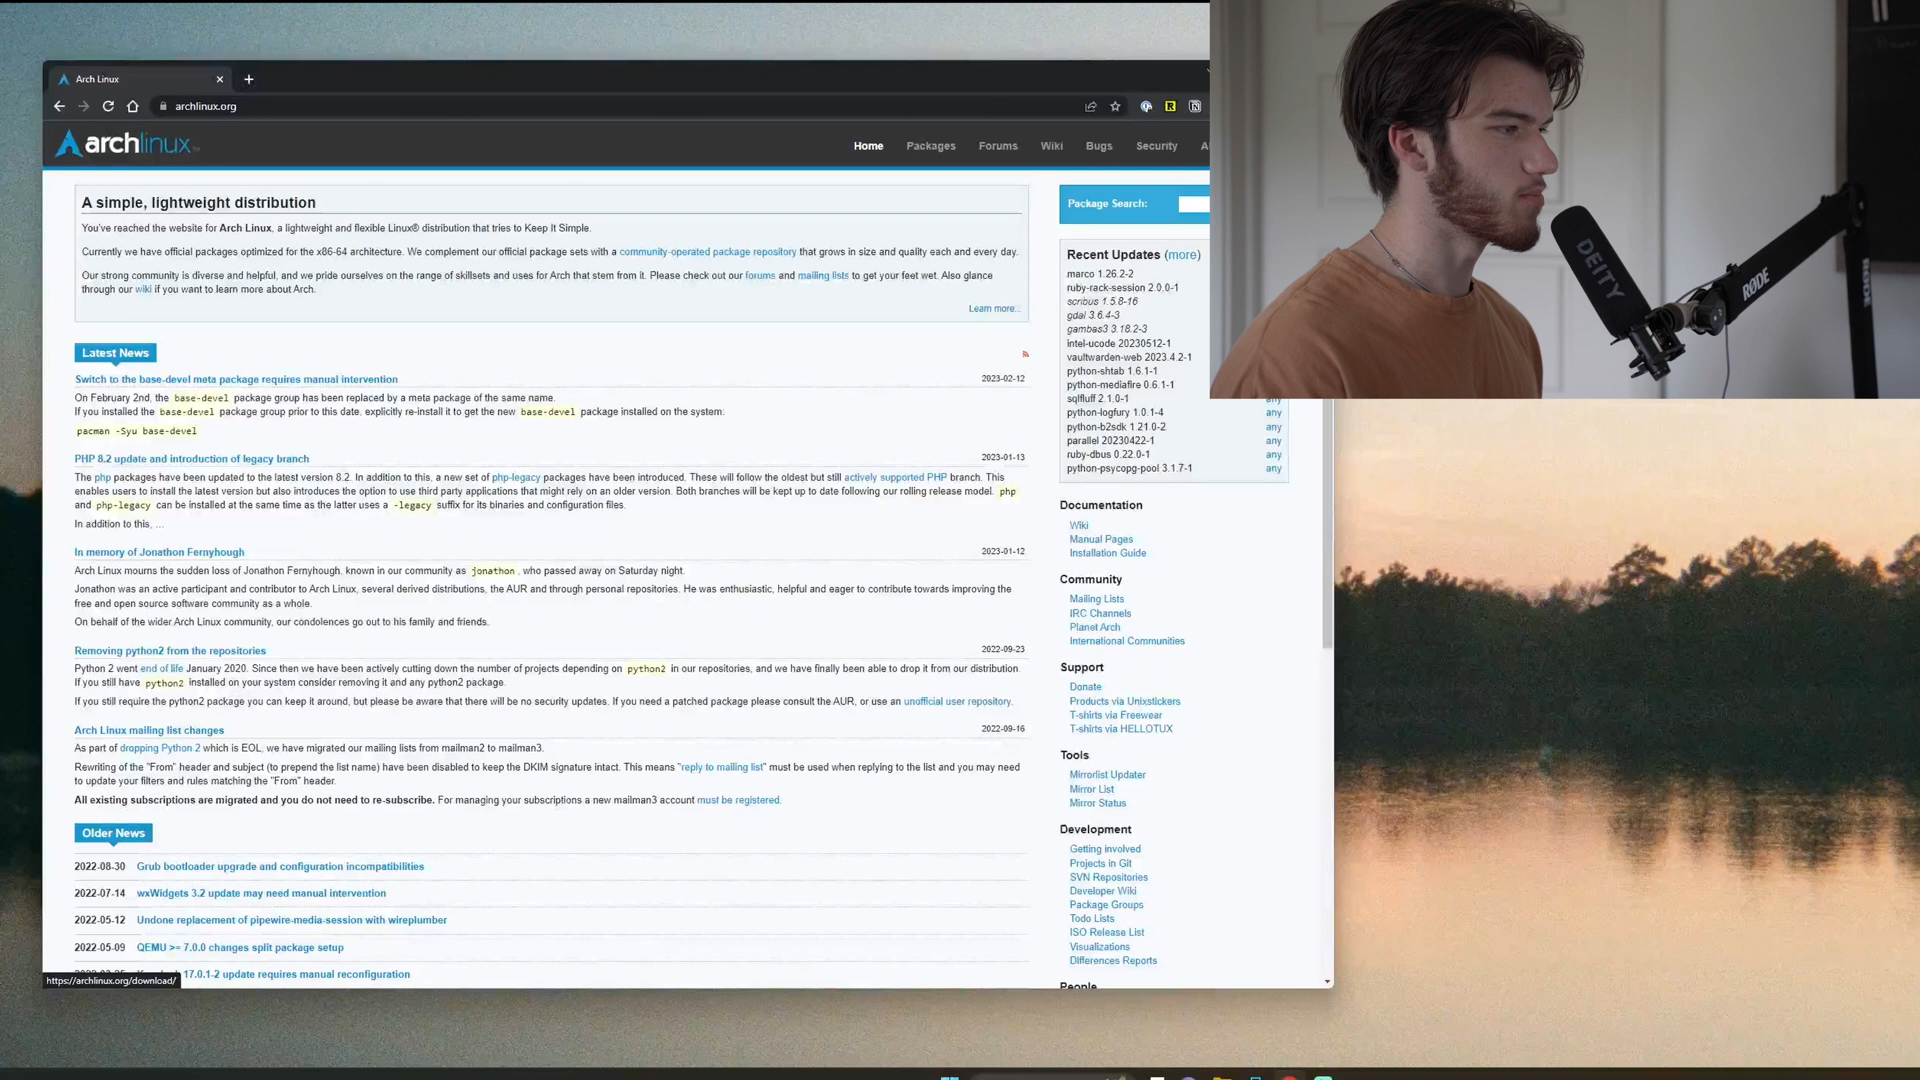 Arch Linux
archlinux.org
archlinux
Home Packages Forums Wiki Bugs Security
A simple, lightweight distribution
You've reached the website for Arch Linux, a lightweight and flexible Linux® distribution that tries to Keep It Simple.
Currently we have official packages optimized for the x86-64 architecture. We complement our official package sets with a community-operated package repository that grows in size and quality each and every day.
Our strong community is diverse and helpful, and we pride ourselves on the range of skillsets and uses for Arch that stem from it. Please check out our forums and mailing lists to get your feet wet. Also glance
through our wiki if you want to learn more about Arch.
Learn more...
Latest News
Switch to the base-devel meta package requires manual intervention 2023-02-12
On February 2nd, the base-devel package group has been replaced by a meta package of the same name.
If you installed the base-devel package group prior to this date, explicitly re-install it to get the new base-devel package installed on the system:
pacman -Syu base-devel
PHP 8.2 update and introduction of legacy branch 2023-01-13
The php packages have been updated to the latest version 8.2. In addition to this, a new set of php-legacy packages have been introduced. These will follow the oldest but still actively supported PHP branch. This
enables users to install the latest version but also introduces the option to use third party applications that might rely on an older version. Both branches will be kept up to date following our rolling release model. php
and php-legacy can be installed at the same time as the latter uses a -legacy suffix for its binaries and configuration files.
In addition to this, ...
In memory of Jonathon Fernyhough 2023-01-12
Arch Linux mourns the sudden loss of Jonathon Fernyhough, known in our community as jonathon, who passed away on Saturday night.
Jonathon was an active participant and contributor to Arch Linux, several derived distributions, the AUR and through personal repositories. He was enthusiastic, helpful and eager to contribute towards improving the
free and open source software community as a whole.
On behalf of the wider Arch Linux community, our condolences go out to his family and friends.
Removing python2 from the repositories 2022-09-23
Python 2 went end of life January 2020. Since then we have been actively cutting down the number of projects depending on python2 in our repositories, and we have finally been able to drop it from our distribution.
If you still have python2 installed on your system consider removing it and any python2 package.
If you still require the python2 package you can keep it around, but please be aware that there will be no security updates. If you need a patched package please consult the AUR, or use an unofficial user repository.
Arch Linux mailing list changes 2022-09-16
As part of dropping Python 2 which is EOL, we have migrated our mailing lists from mailman2 to mailman3.
Rewriting of the "From" header and subject (to prepend the list name) have been disabled to keep the DKIM signature intact. This means "reply to mailing list" must be used when replying to the list and you may need
to update your filters and rules matching the "From" header.
All existing subscriptions are migrated and you do not need to re-subscribe. For managing your subscriptions a new mailman3 account must be registered.
Older News
2022-08-30 Grub bootloader upgrade and configuration incompatibilities
2022-07-14 wxWidgets 3.2 update may need manual intervention
2022-05-12 Undone replacement of pipewire-media-session with wireplumber
2022-05-09 QEMU >= 7.0.0 changes split package setup
17.0.1-2 update requires manual reconfiguration
https://archlinux.org/download/
Package Search:
Recent Updates (more)
marco 1.26.2-2
ruby-rack-session 2.0.0-1
scribus 1.5.8-16
gdal 3.6.4-3
gambas3 3.18.2-3
intel-ucode 20230512-1
vaultwarden-web 2023.4.2-1
python-shtab 1.6.1-1
python-mediafire 0.6.1-1
sqlfluff 2.1.0-1 any
python-logfury 1.0.1-4 any
python-b2sdk 1.21.0-2 any
parallel 20230422-1 any
ruby-dbus 0.22.0-1 any
python-psycopg-pool 3.1.7-1 any
Documentation
Wiki
Manual Pages
Installation Guide
Community
Mailing Lists
IRC Channels
Planet Arch
International Communities
Support
Donate
Products via Unixstickers
T-shirts via Freewear
T-shirts via HELLOTUX
Tools
Mirrorlist Updater
Mirror List
Mirror Status
Development
Getting involved
Projects in Git
SVN Repositories
Developer Wiki
Package Groups
Todo Lists
ISO Release List
Visualizations
Differences Reports
People
DEITY
RØDE
RØDE